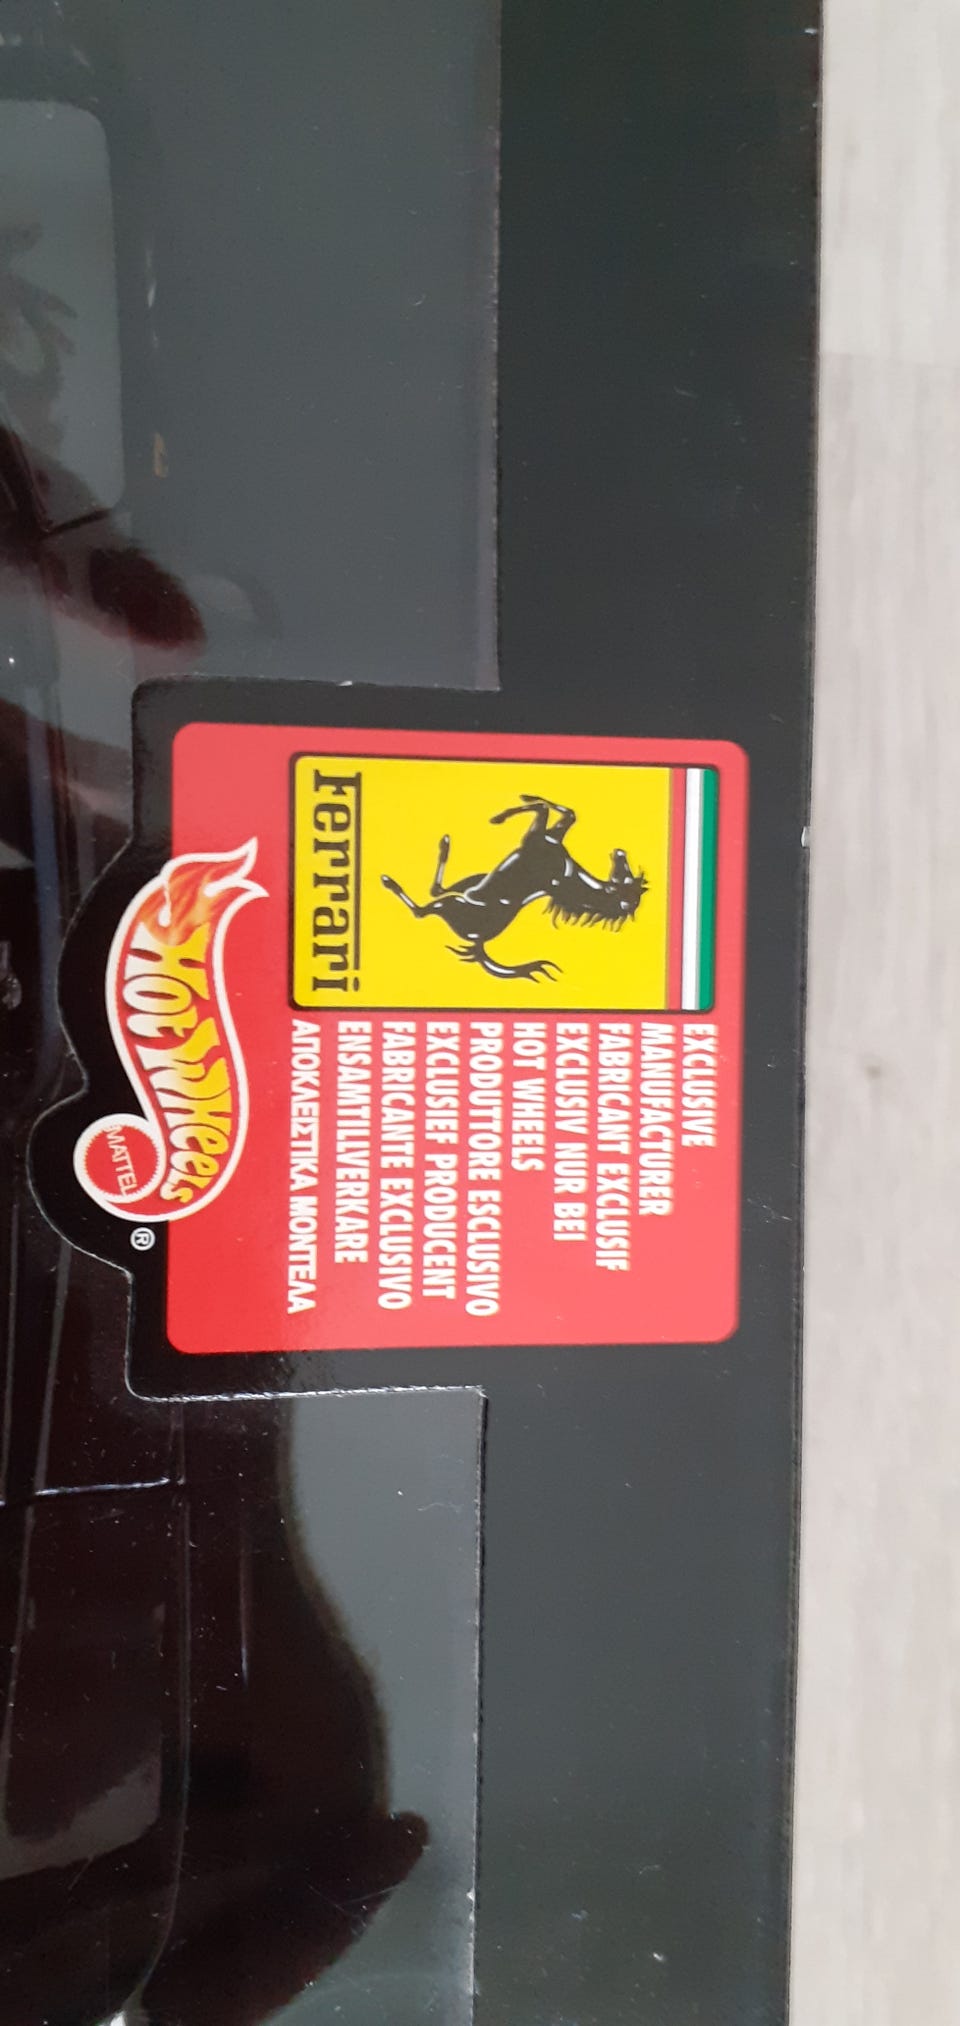 Ferrari
EXCLUSIVE
MANUFACTURER
FABRICANT EXCLUSIF
EXCLUSIV NUR BEI
HOT WHEELS
PRODUTTORE ESCLUSIVO
EXCLUSIEF PRODUCENT
FABRICANTE EXCLUSIVO
ENSAMTILLVERKARE
ΑΠΟΚΛΕΙΣΤΙΚΑ ΜΟΝΤΕΛΑ
Hot Wheels
MATTEL
®